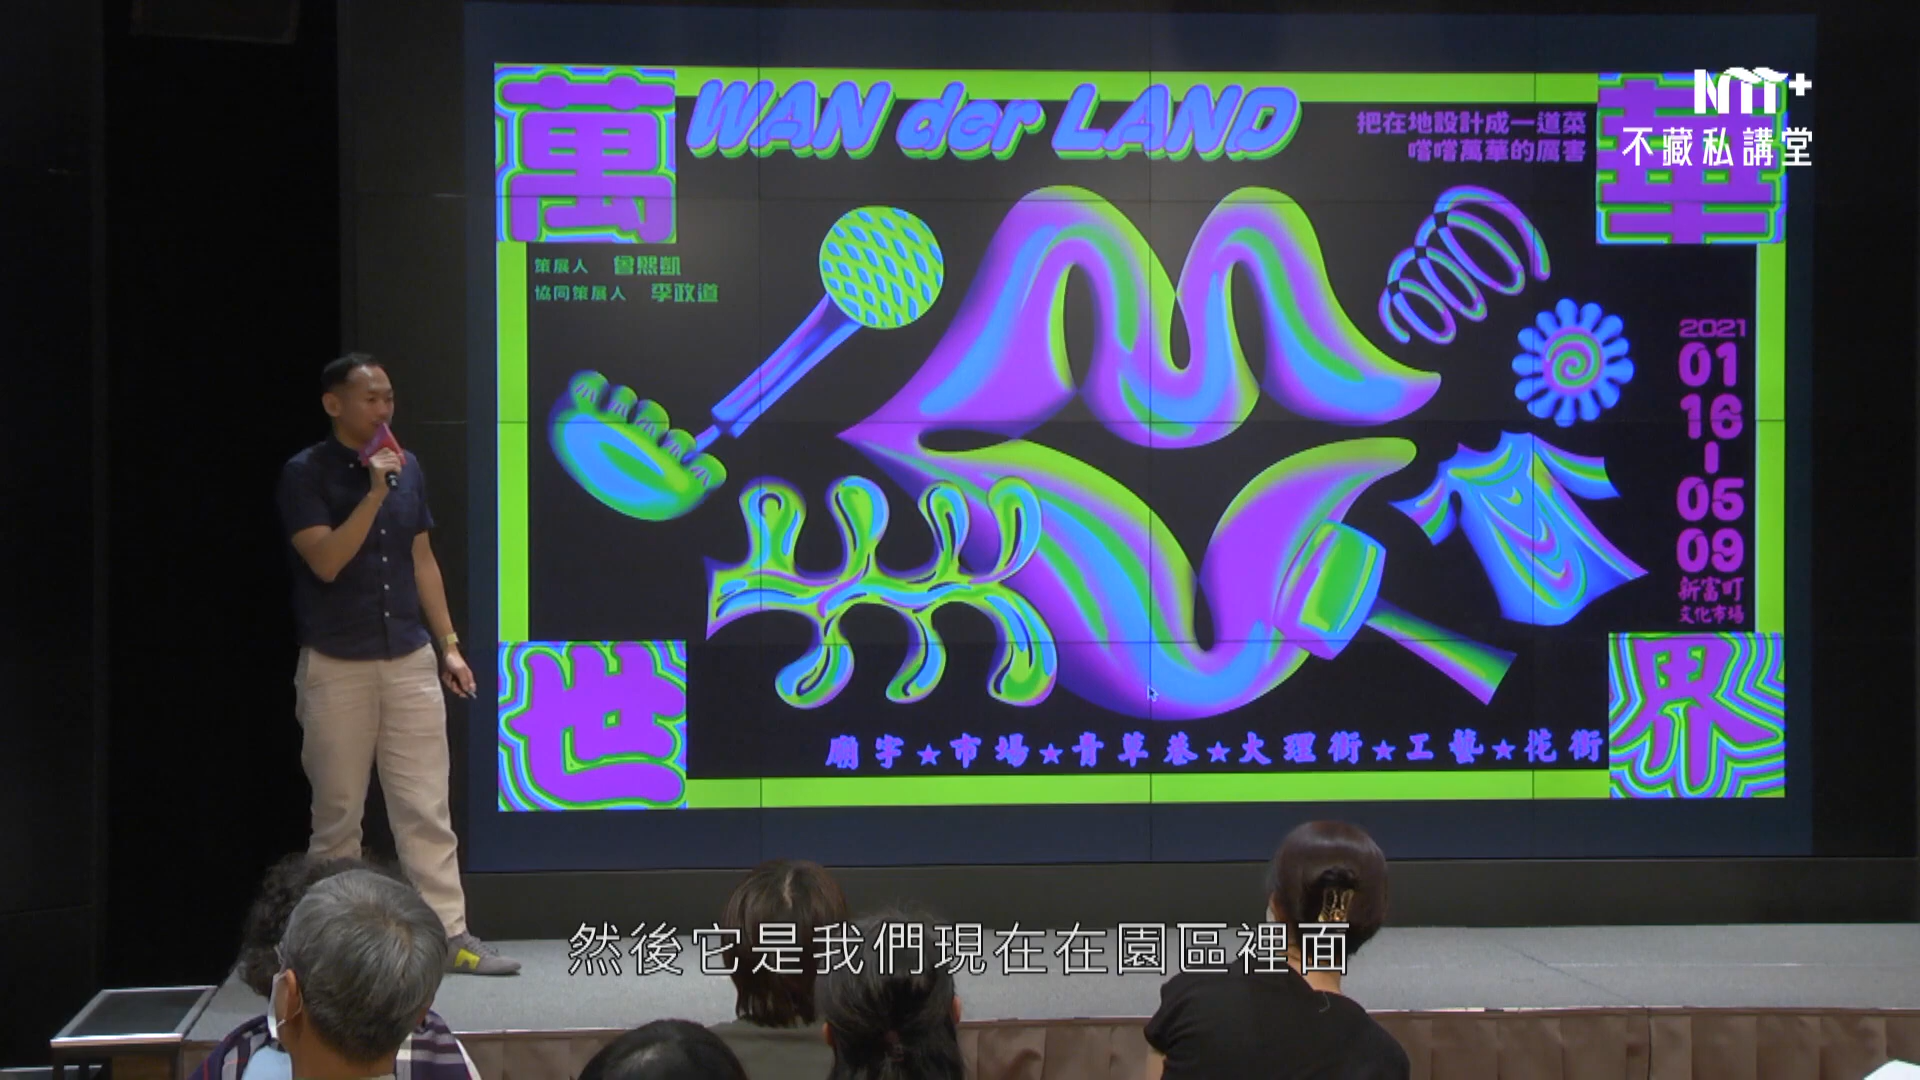 萬
WAN der LAND
把在地設計成一道菜
嚐嚐萬華的厲害
華
NTT+
不藏私講堂
策展人 曾熙凱
協同策展人 李政道
2021
01
16
05
09
新富町
文化市場
世
界
廟宇★市場★青草巷★大理街★工藝★花街
然後它是我們現在在園區裡面